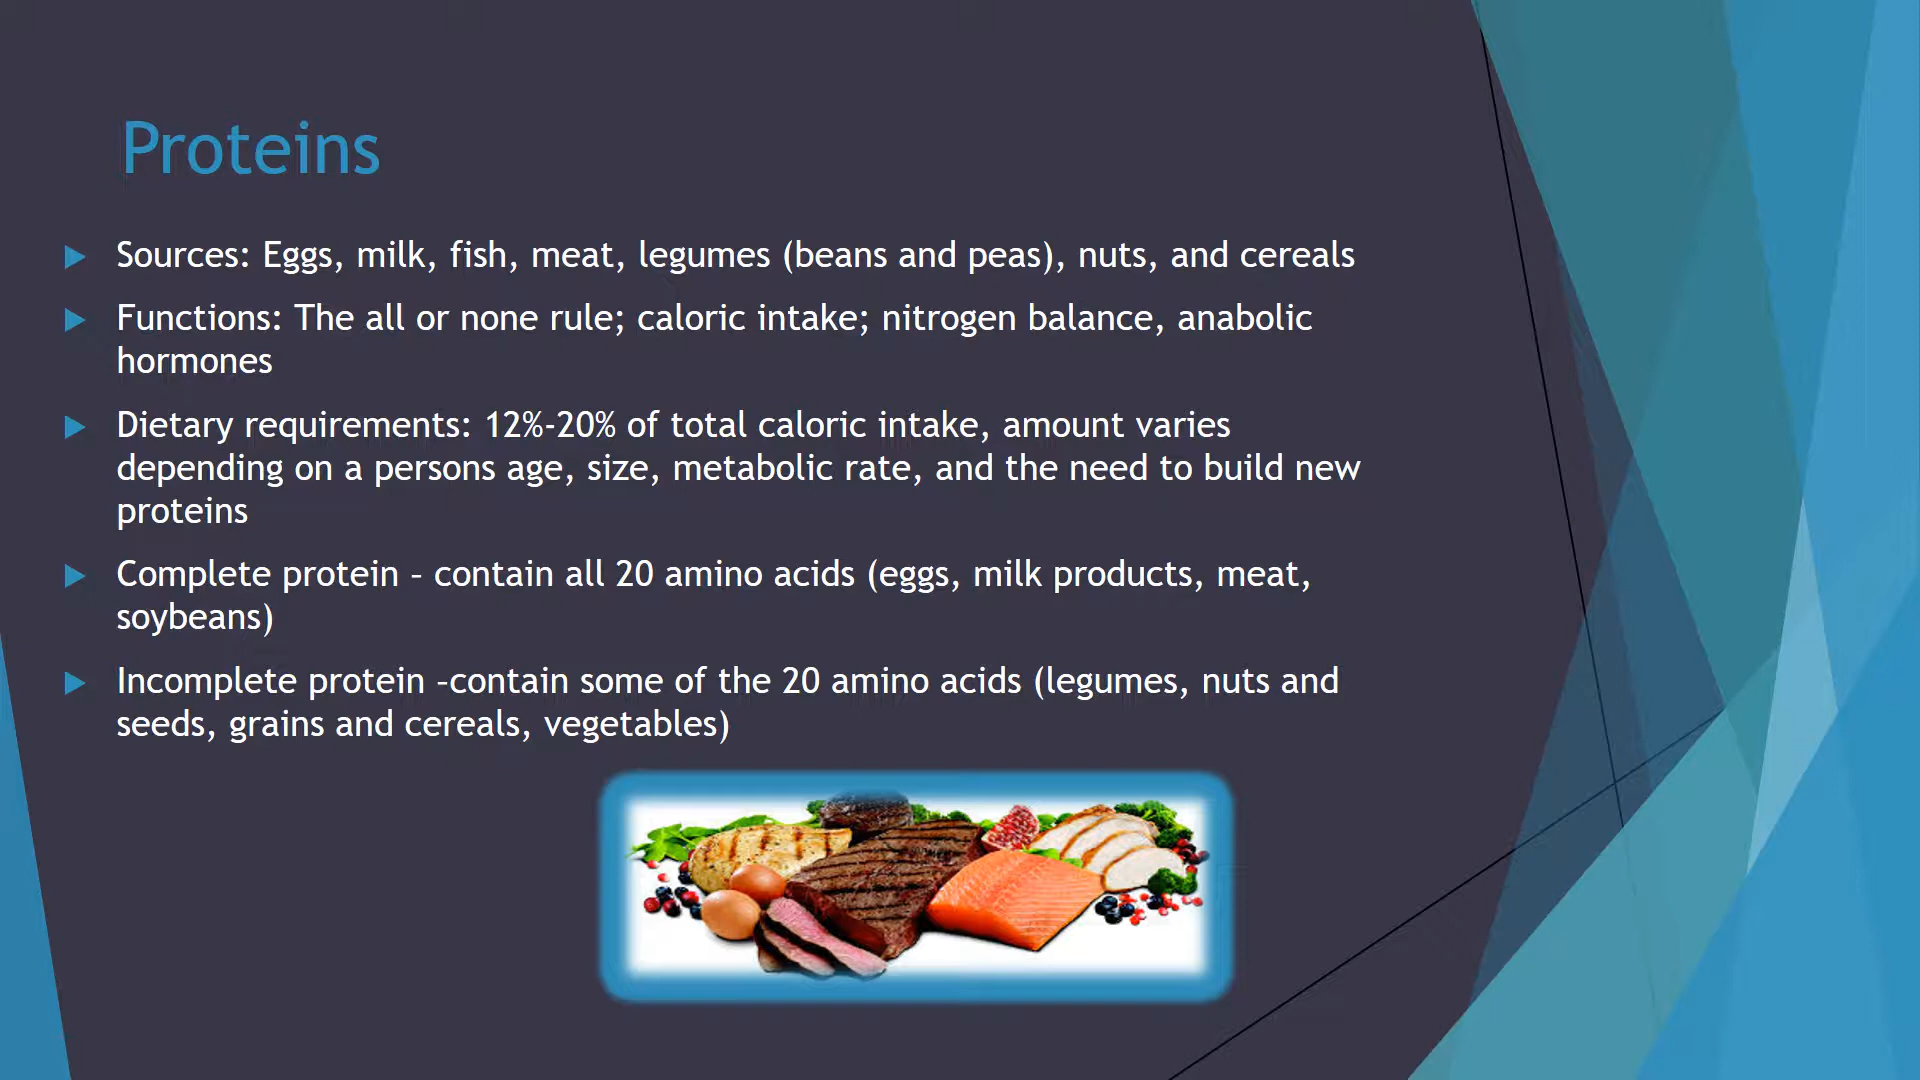 Proteins
Sources: Eggs, milk, fish, meat, legumes (beans and peas), nuts, and cereals
Functions: The all or none rule; caloric intake; nitrogen balance, anabolic
hormones
Dietary requirements: 12%-20% of total caloric intake, amount varies
depending on a persons age, size, metabolic rate, and the need to build new
proteins
Complete protein – contain all 20 amino acids (eggs, milk products, meat,
soybeans)
Incomplete protein –contain some of the 20 amino acids (legumes, nuts and
seeds, grains and cereals, vegetables)